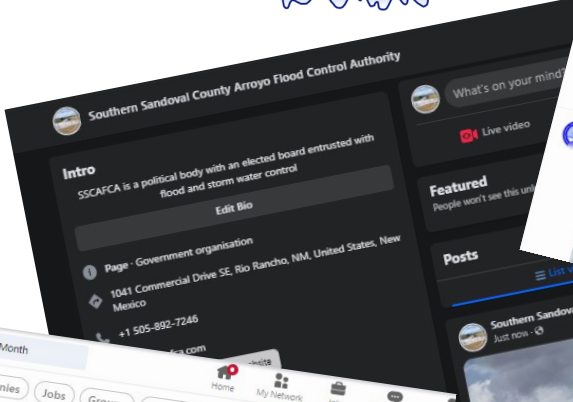 Southern Sandoval County Arroyo Flood Control Authority
Intro
SSCAFCA is a political body with an elected board entrusted with
flood and storm water control
Edit Bio
Page · Government organisation
1041 Commercial Drive SE, Rio Rancho, NM, United States, New
Mexico
+1 505-892-7246
What's on your mind?
Live video
Featured
People won't see this
Posts
List
Southern
Just now
Month
Jobs
Home
My Network